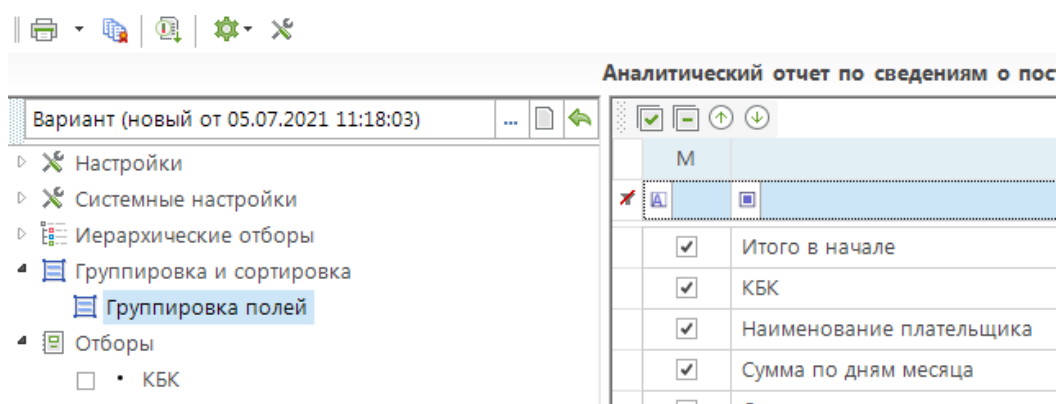 Аналитический отчет по сведениям о пос
Вариант (новый от 05.07.2021 11:18:03)
...
Настройки
Системные настройки
Иерархические отборы
Группировка и сортировка
Группировка полей
Отборы
КБК
М
Итого в начале
КБК
Наименование плательщика
Сумма по дням месяца